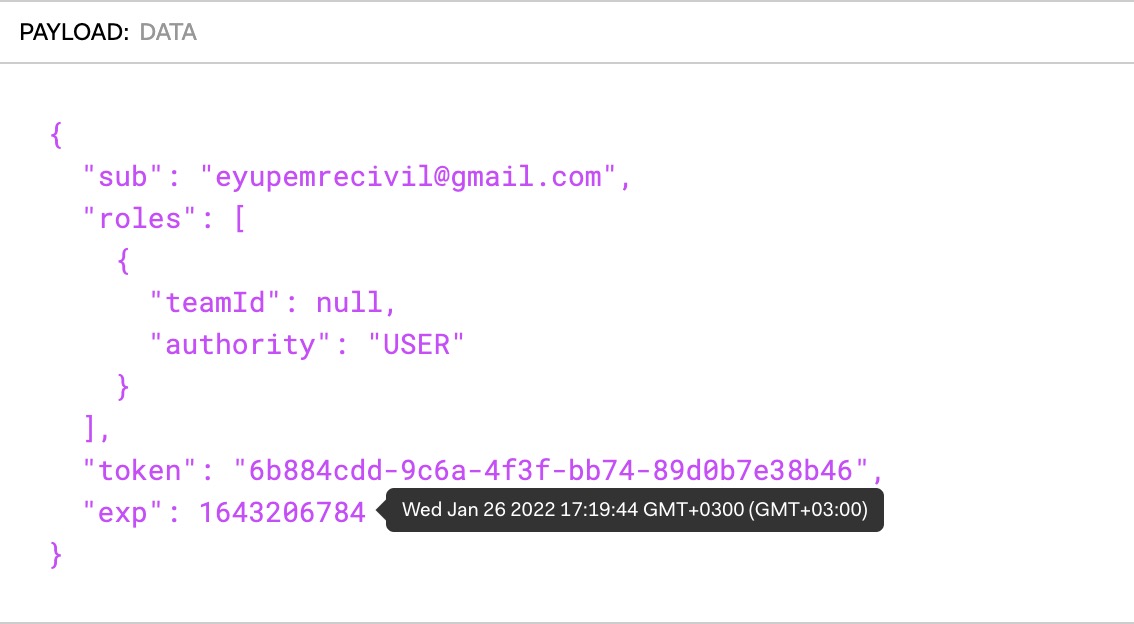 PAYLOAD: DATA
{
"sub": "eyupemrecivil@gmail.com",
"roles": [
{
"teamId": null,
"authority": "USER"
}
],
"token": "6b884cdd-9c6a-4f3f-bb74-89d0b7e38b46",
"exp": 1643206784 Wed Jan 26 2022 17:19:44 GMT+0300 (GMT+03:00)
}